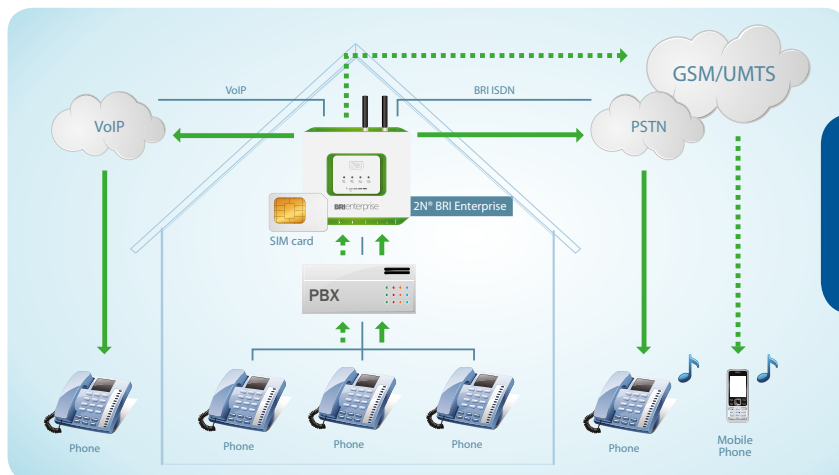 GSM/UMTS
VoIP
BRI ISDN
VoIP
PSTN
BRIenterprise
2N® BRI Enterprise
SIM card
PBX
Phone
Phone
Phone
Phone
Phone
Mobile
Phone